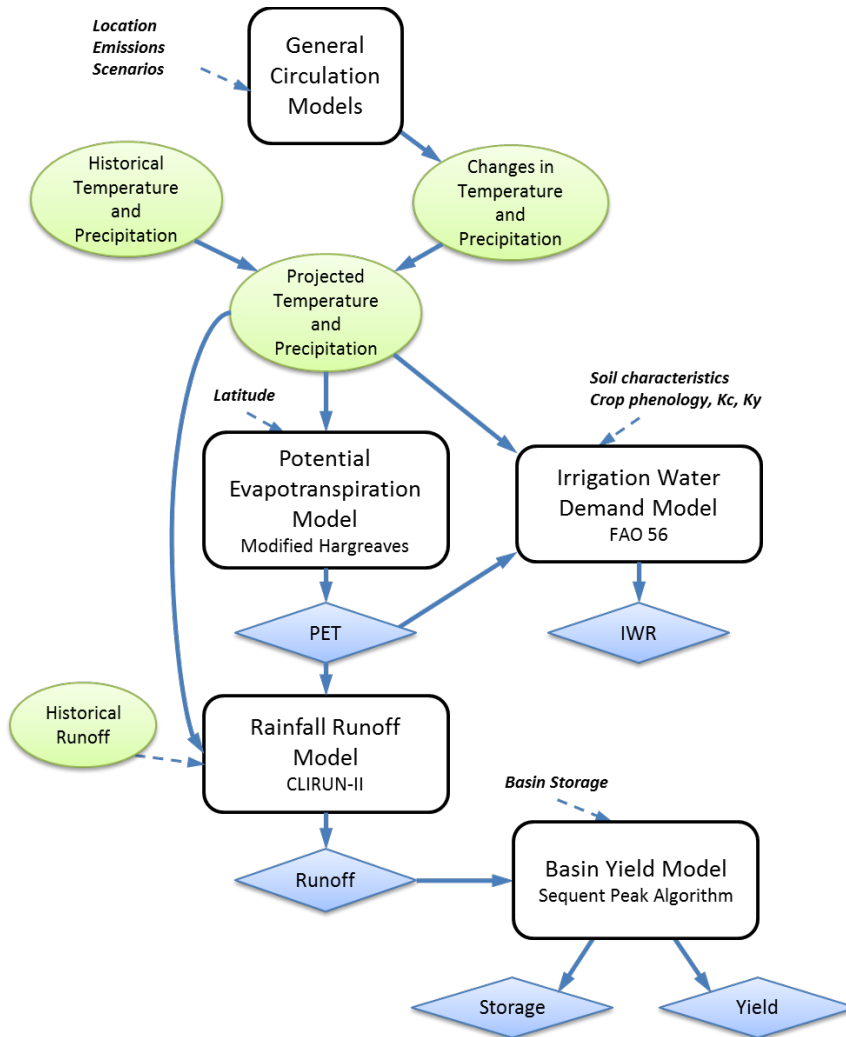 Location
Emissions
Scenarios
General
Circulation
Models
Historical
Temperature
and
Precipitation
Changes in
Temperature
and
Precipitation
Projected
Temperature
and
Precipitation
Latitude
Soil characteristics
Crop phenology, Kc, Ky
Potential
Evapotranspiration
Model
Modified Hargreaves
Irrigation Water
Demand Model
FAO 56
PET
IWR
Historical
Runoff
Rainfall Runoff
Model
CLIRUN-II
Basin Storage
Runoff
Basin Yield Model
Sequent Peak Algorithm
Storage
Yield